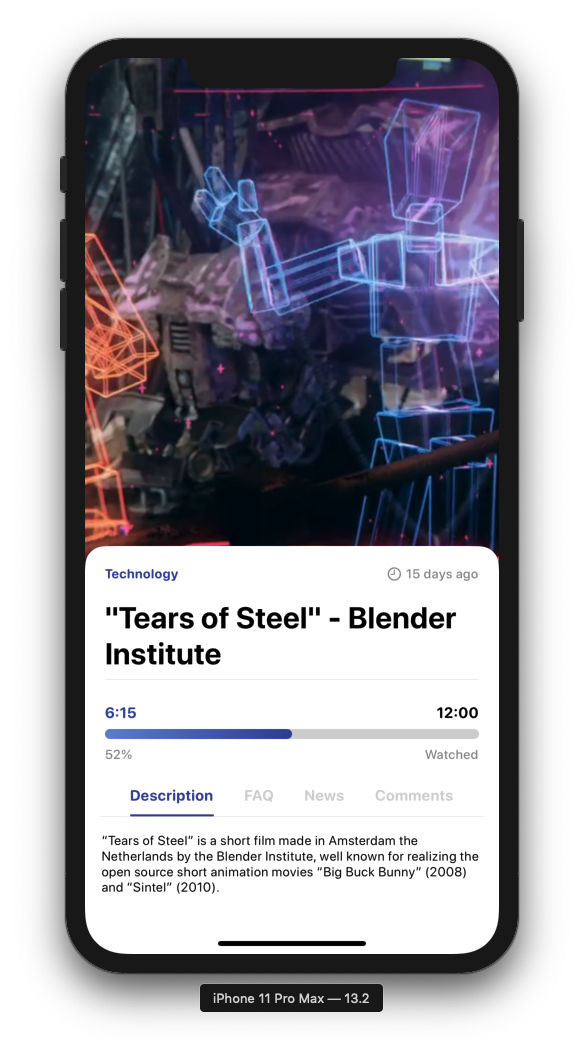 Technology
15 days ago
"Tears of Steel" - Blender
Institute
6:15
12:00
52%
Watched
Description
FAQ
News
Comments
“Tears of Steel” is a short film made in Amsterdam the
Netherlands by the Blender Institute, well known for realizing the
open source short animation movies “Big Buck Bunny” (2008)
and “Sintel” (2010).
iPhone 11 Pro Max — 13.2